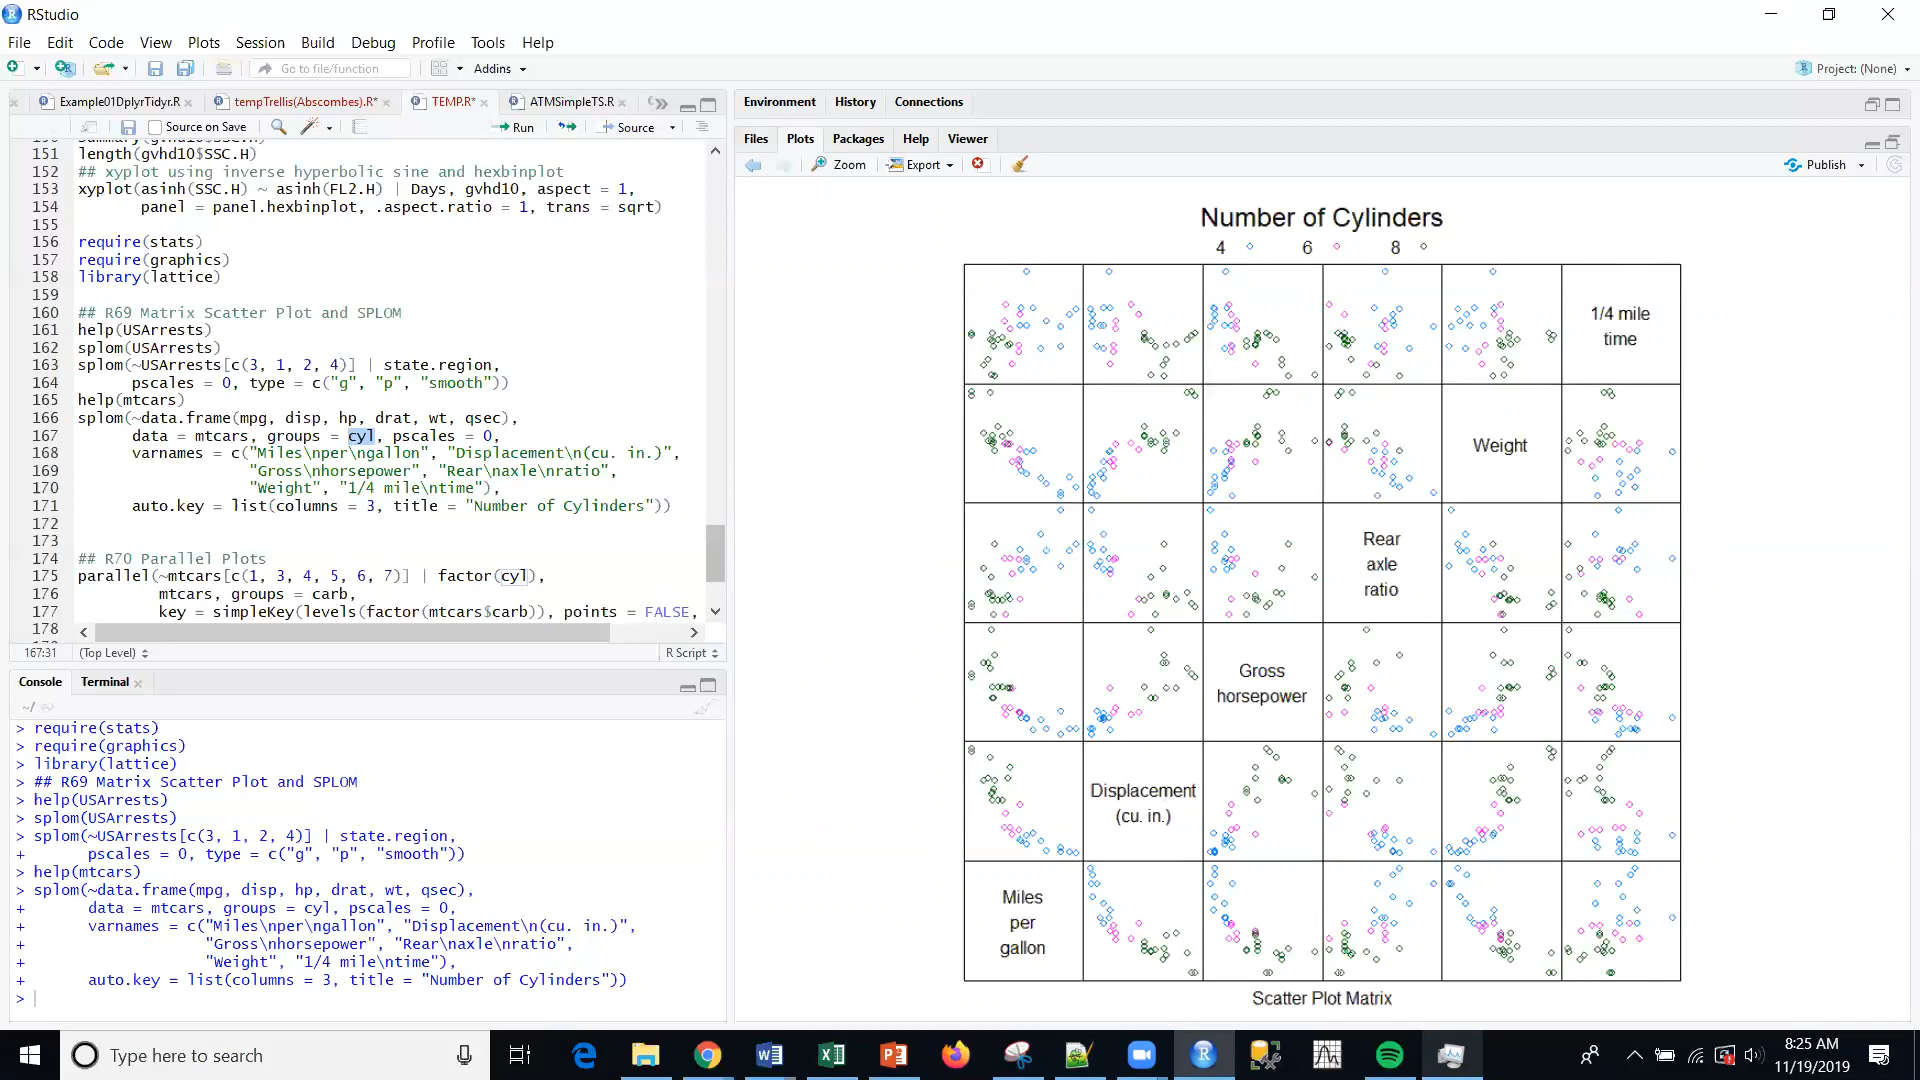 RStudio
File Edit Code View Plots Session Build Debug Profile Tools Help
Go to file/function Addins Project: (None)
Example01DplyrTidyr.R tempTrellis(Abscombes).R* TEMP.R* ATMSimpleTS.R
Source on Save Run Source
summary(gvhd10$SSC.H)
151 length(gvhd10$SSC.H)
152 ## xyplot using inverse hyperbolic sine and hexbinplot
153 xyplot(asinh(SSC.H) ~ asinh(FL2.H) | Days, gvhd10, aspect = 1,
154 panel = panel.hexbinplot, .aspect.ratio = 1, trans = sqrt)
155
156 require(stats)
157 require(graphics)
158 library(lattice)
159
160 ## R69 Matrix Scatter Plot and SPLOM
161 help(USArrests)
162 splom(USArrests)
163 splom(~USArrests[c(3, 1, 2, 4)] | state.region,
164 pscales = 0, type = c("g", "p", "smooth"))
165 help(mtcars)
166 splom(~data.frame(mpg, disp, hp, drat, wt, qsec),
167 data = mtcars, groups = cyl, pscales = 0,
168 varnames = c("Miles\nper\ngallon", "Displacement\n(cu. in.)",
169 "Gross\nhorsepower", "Rear\naxle\nratio",
170 "Weight", "1/4 mile\ntime"),
171 auto.key = list(columns = 3, title = "Number of Cylinders"))
172
173
174 ## R70 Parallel Plots
175 parallel(~mtcars[c(1, 3, 4, 5, 6, 7)] | factor(cyl),
176 mtcars, groups = carb,
177 key = simpleKey(levels(factor(mtcars$carb)), points = FALSE,
178
167:31 (Top Level) R Script
Console Terminal
~/
> require(stats)
> require(graphics)
> library(lattice)
> ## R69 Matrix Scatter Plot and SPLOM
> help(USArrests)
> splom(USArrests)
> splom(~USArrests[c(3, 1, 2, 4)] | state.region,
+ pscales = 0, type = c("g", "p", "smooth"))
> help(mtcars)
> splom(~data.frame(mpg, disp, hp, drat, wt, qsec),
+ data = mtcars, groups = cyl, pscales = 0,
+ varnames = c("Miles\nper\ngallon", "Displacement\n(cu. in.)",
+ "Gross\nhorsepower", "Rear\naxle\nratio",
+ "Weight", "1/4 mile\ntime"),
+ auto.key = list(columns = 3, title = "Number of Cylinders"))
>
Environment History Connections
Files Plots Packages Help Viewer
Zoom Export Publish
Number of Cylinders
4 6 8
1/4 mile
time
Weight
Rear
axle
ratio
Gross
horsepower
Displacement
(cu. in.)
Miles
per
gallon
Scatter Plot Matrix
Type here to search
8:25 AM
11/19/2019